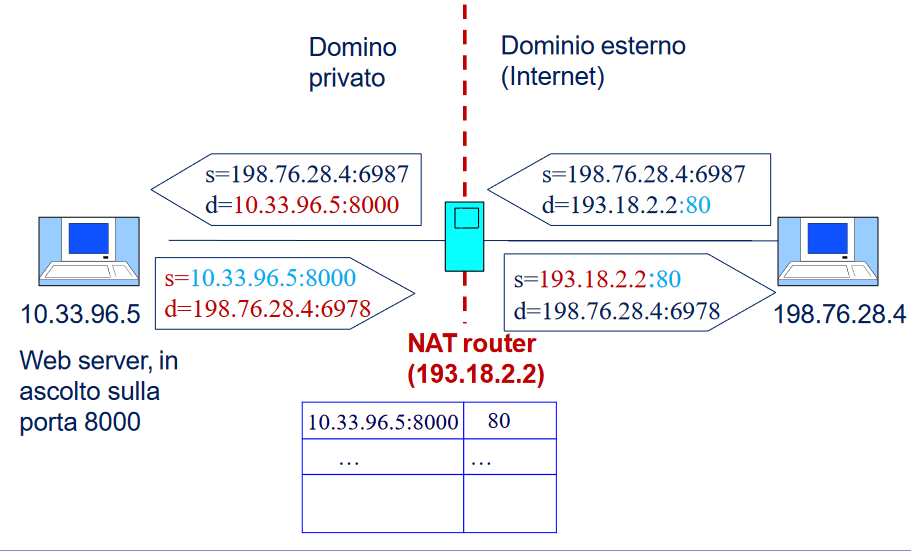 Domino
privato
Dominio esterno
(Internet)
s=198.76.28.4:6987
d=10.33.96.5:8000
s=198.76.28.4:6987
d=193.18.2.2:80
s=10.33.96.5:8000
d=198.76.28.4:6978
s=193.18.2.2:80
d=198.76.28.4:6978
10.33.96.5
198.76.28.4
Web server, in
ascolto sulla
porta 8000
NAT router
(193.18.2.2)
10.33.96.5:8000 80
... ...